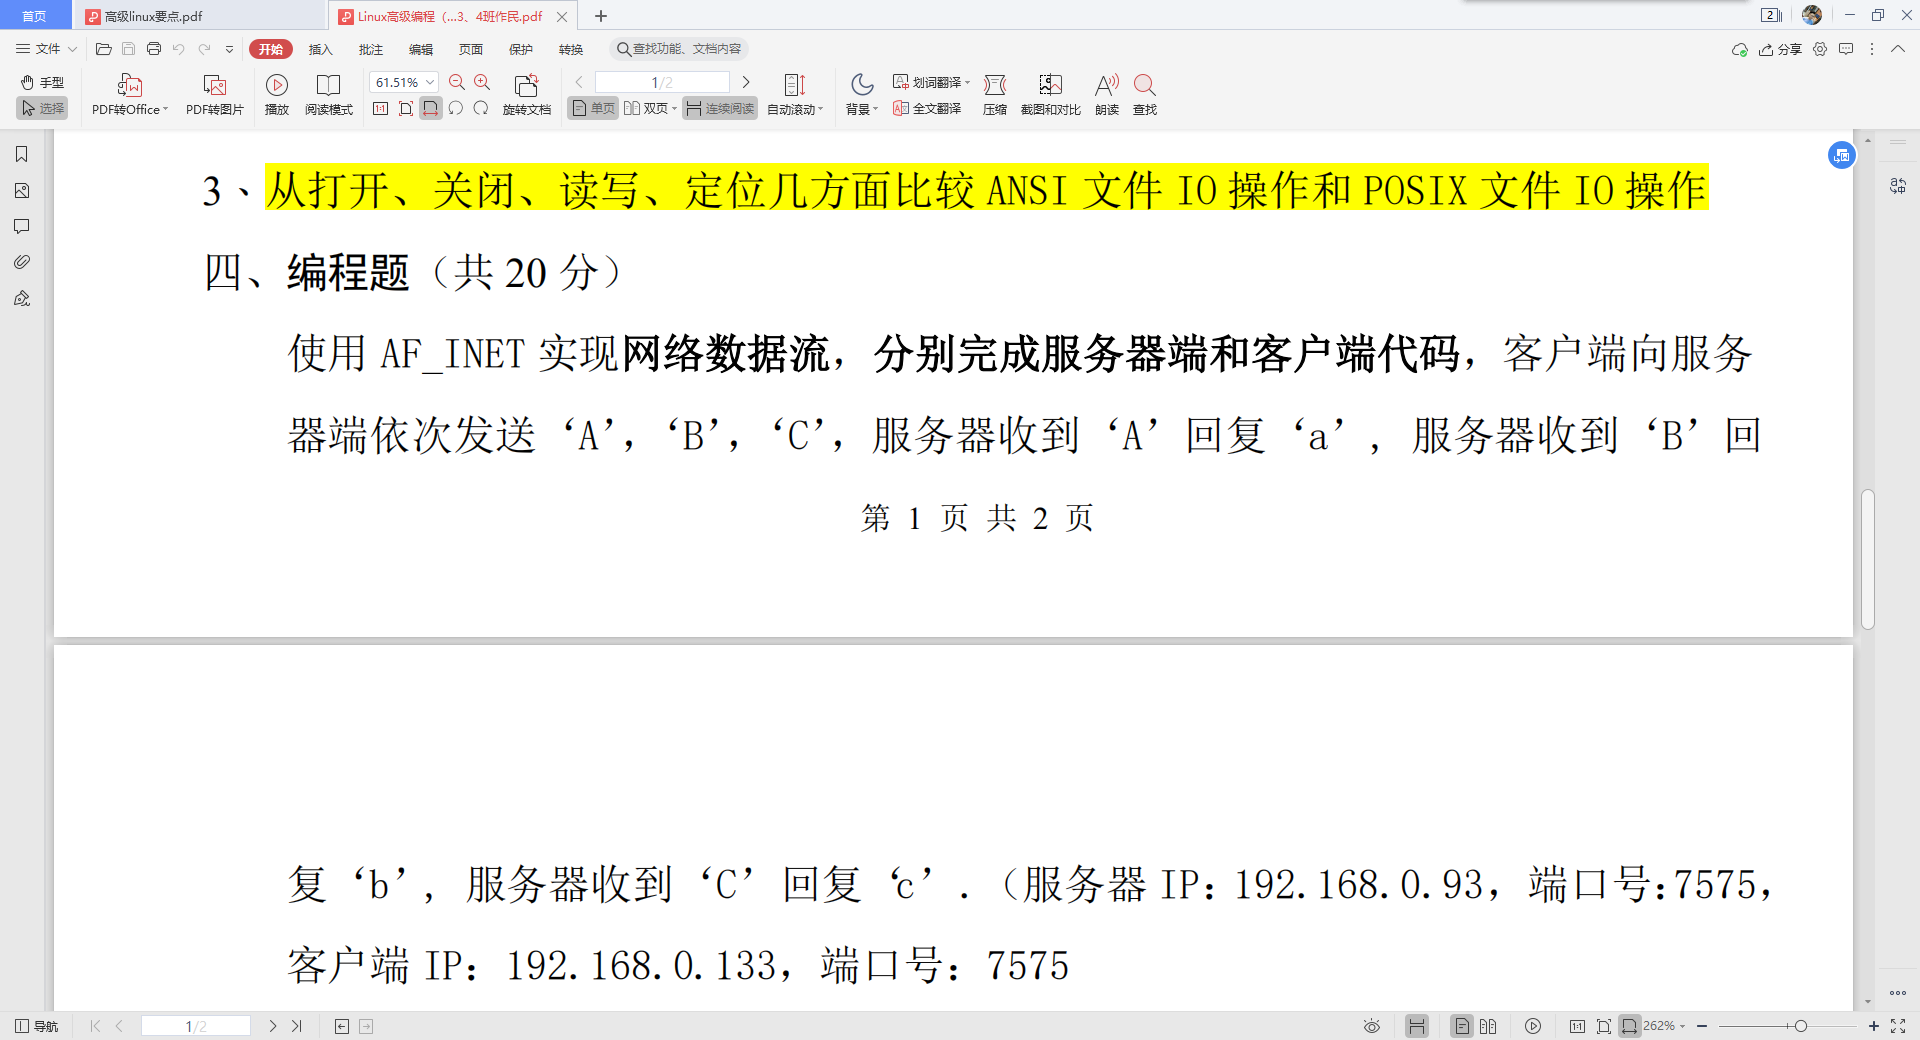 首页
高级linux要点.pdf
Linux高级编程（...3、4班作民.pdf
2
文件
开始
插入
批注
编辑
页面
保护
转换
查找功能、文档内容
分享
手型
选择
PDF转Office
PDF转图片
播放
阅读模式
61.51%
1:1
旋转文档
1/2
单页
双页
连续阅读
自动滚动
背景
划词翻译
全文翻译
压缩
截图和对比
朗读
查找
3、从打开、关闭、读写、定位几方面比较 ANSI 文件 IO 操作和 POSIX 文件 IO 操作
四、编程题（共 20 分）
使用 AF_INET 实现网络数据流，分别完成服务器端和客户端代码，客户端向服务
器端依次发送‘A’，‘B’，‘C’，服务器收到‘A’回复‘a’, 服务器收到‘B’回
第 1 页 共 2 页
复‘b’, 服务器收到‘C’回复‘c’.（服务器 IP：192.168.0.93，端口号：7575，
客户端 IP：192.168.0.133，端口号：7575
导航
1/2
1:1
262%